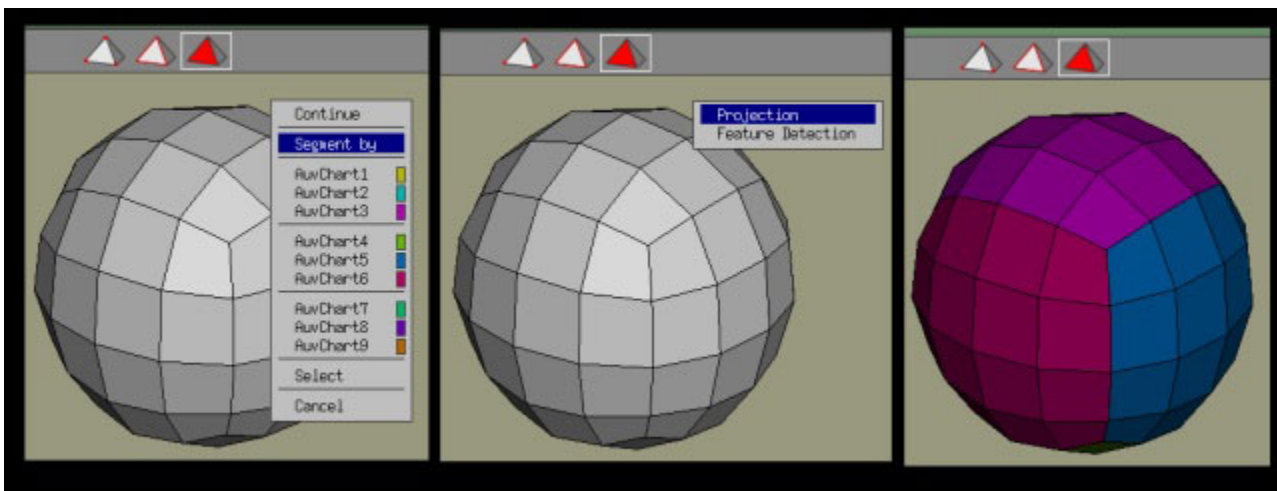 Continue
Segment by
AuvChart1
AuvChart2
AuvChart3
AuvChart4
AuvChart5
AuvChart6
AuvChart7
AuvChart8
AuvChart9
Select
Cancel
Projection
Feature Detection